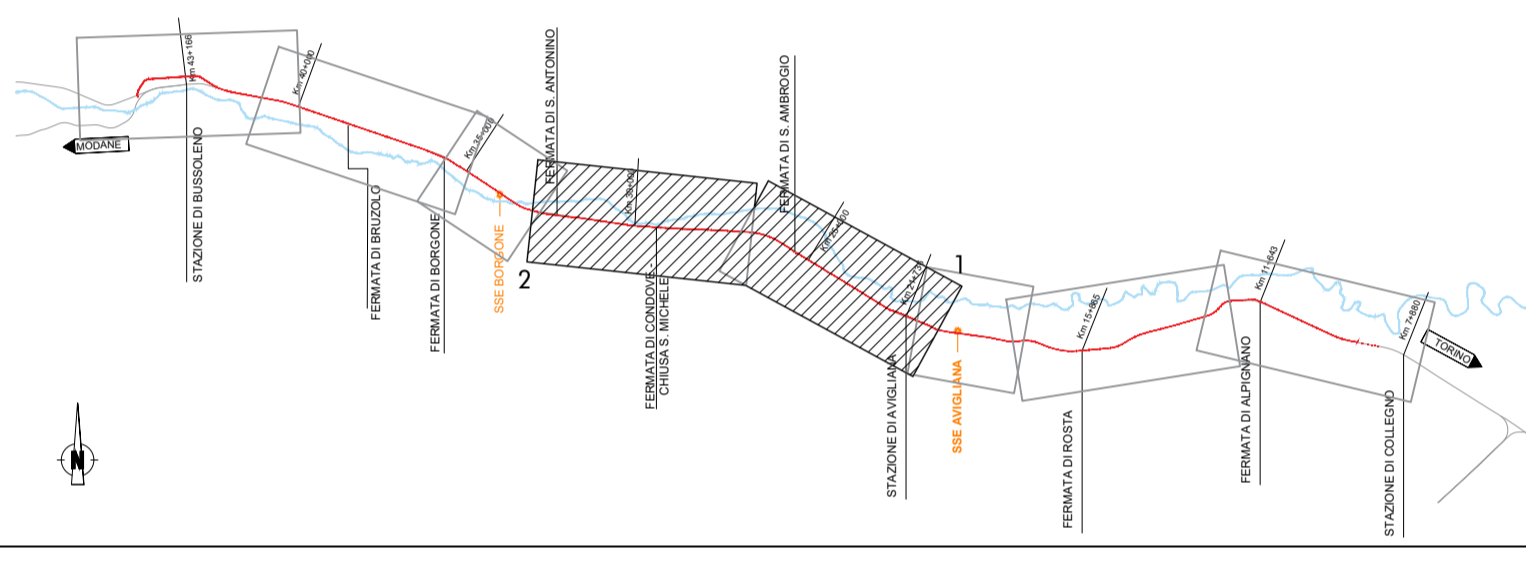 MODANE
Km 43+166
STAZIONE DI BUSSOLENO
Km 40+000
FERMATA DI BRUZOLO
FERMATA DI BORGONE
Km 35+000
SSE BORGONE
FERMATA DI S. ANTONINO
2
Km 30+000
FERMATA DI CONDOVE -
CHIUSA S. MICHELE
FERMATA DI S. AMBROGIO
Km 25+000
1
STAZIONE DI AVIGLIANA
SSE AVIGLIANA
Km 15+865
FERMATA DI ROSTA
Km 11+643
FERMATA DI ALPIGNANO
Km 7+880
STAZIONE DI COLLEGNO
TORINO
N